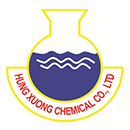 HUNG XUONG CHEMICAL CO., LTD